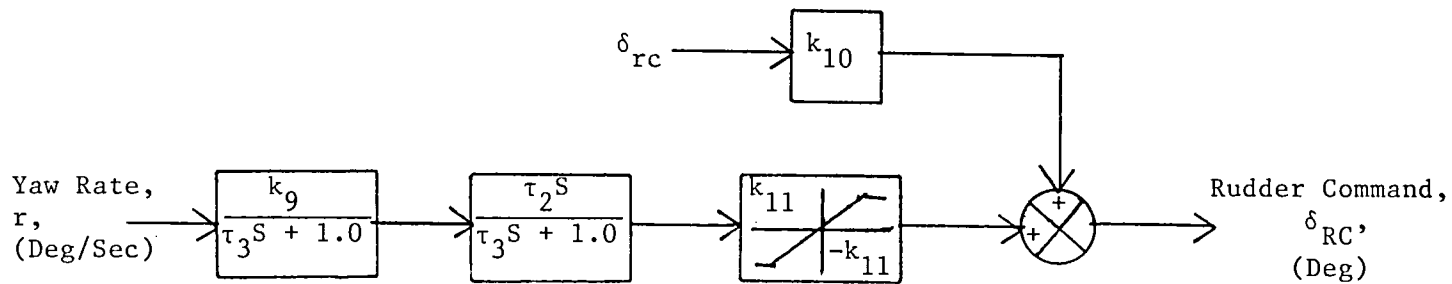 δrc
k10
Yaw Rate,
r,
(Deg/Sec)
k9
τ3S + 1.0
τ2S
τ3S + 1.0
k11
-k11
+
+
Rudder Command,
δRC,
(Deg)